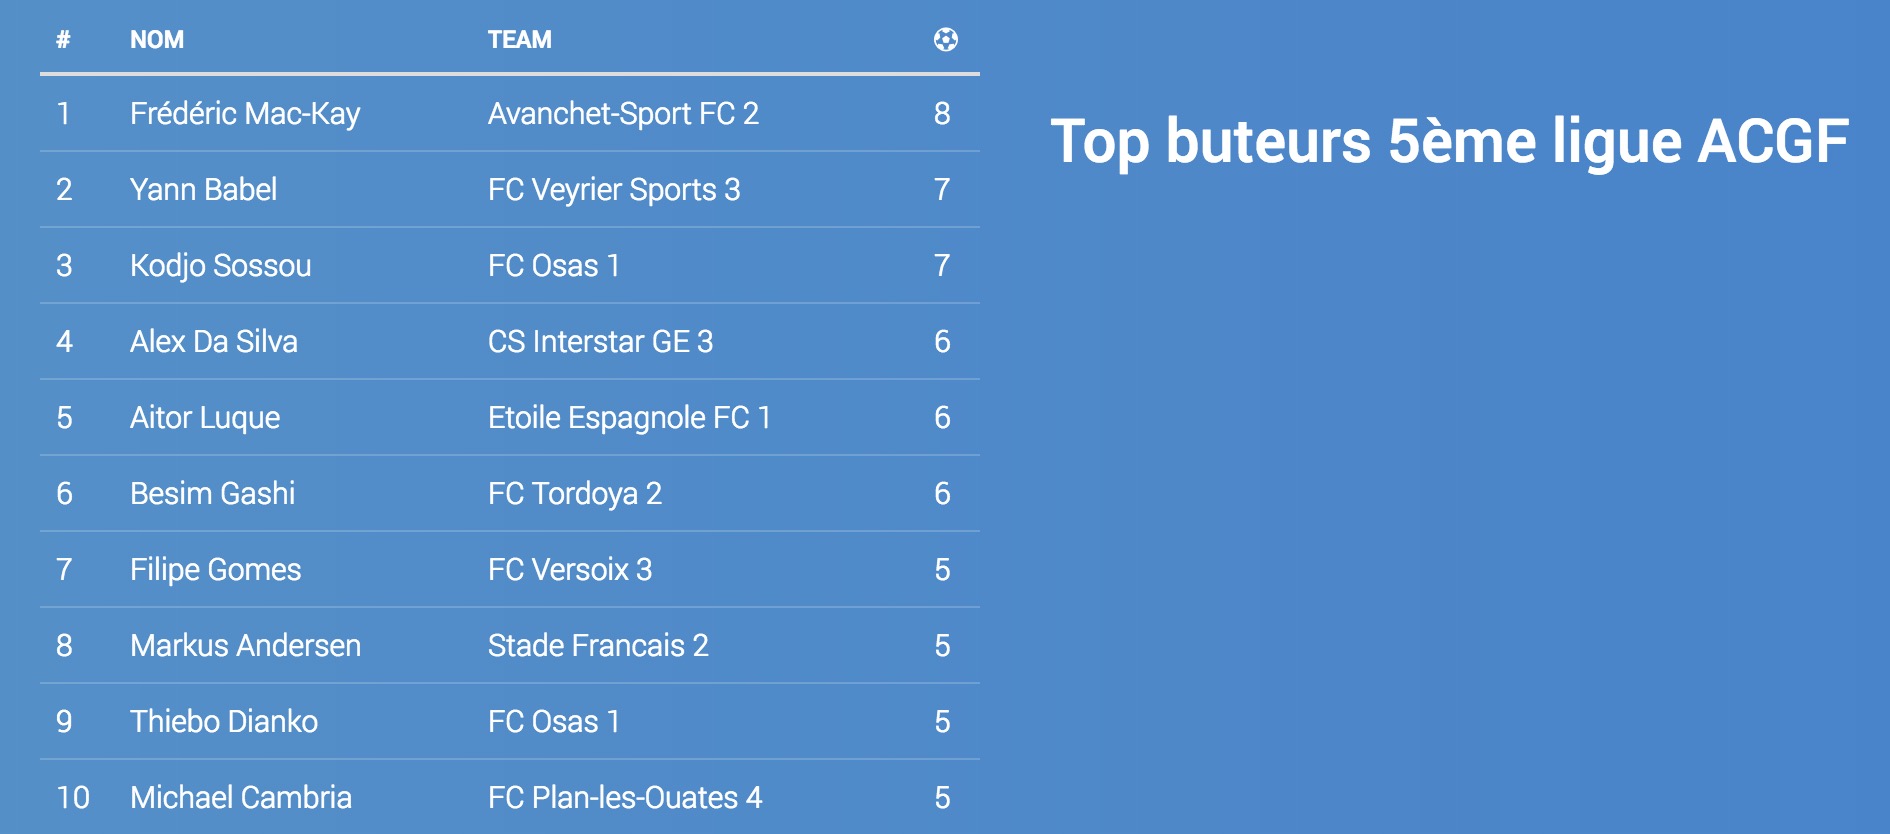 # NOM TEAM
1 Frédéric Mac-Kay Avanchet-Sport FC 2 8
2 Yann Babel FC Veyrier Sports 3 7
3 Kodjo Sossou FC Osas 1 7
4 Alex Da Silva CS Interstar GE 3 6
5 Aitor Luque Etoile Espagnole FC 1 6
6 Besim Gashi FC Tordoya 2 6
7 Filipe Gomes FC Versoix 3 5
8 Markus Andersen Stade Francais 2 5
9 Thiebo Dianko FC Osas 1 5
10 Michael Cambria FC Plan-les-Ouates 4 5
Top buteurs 5ème ligue ACGF